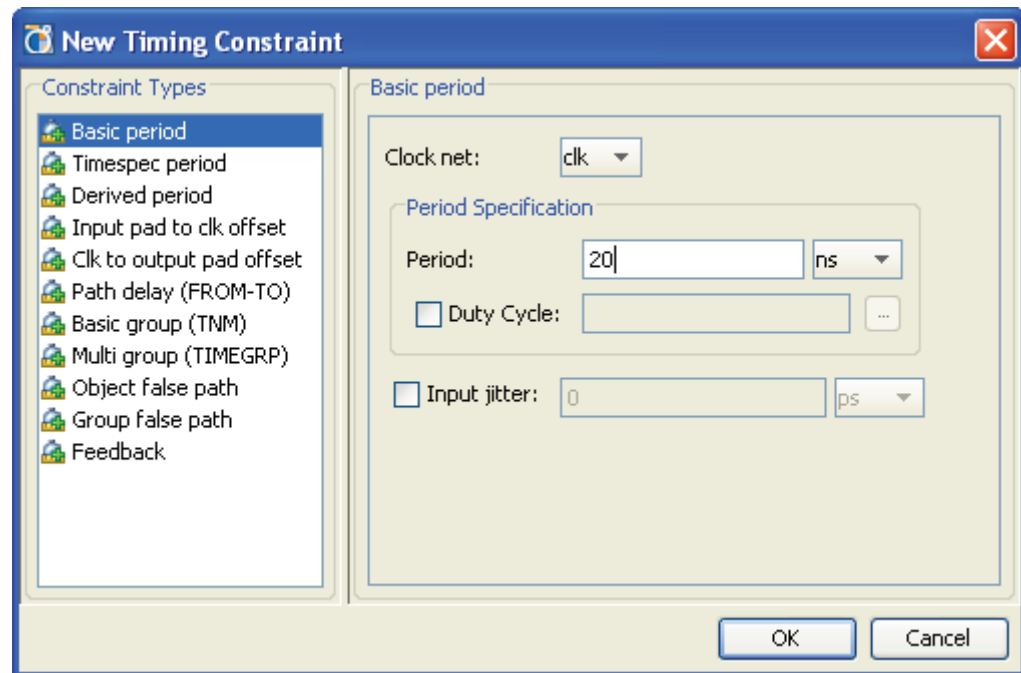 New Timing Constraint
Constraint Types
Basic period
Timespec period
Derived period
Input pad to clk offset
Clk to output pad offset
Path delay (FROM-TO)
Basic group (TNM)
Multi group (TIMEGRP)
Object false path
Group false path
Feedback
Basic period
Clock net: clk
Period Specification
Period: 20 ns
Duty Cycle: ...
Input jitter: 0 ps
OK Cancel